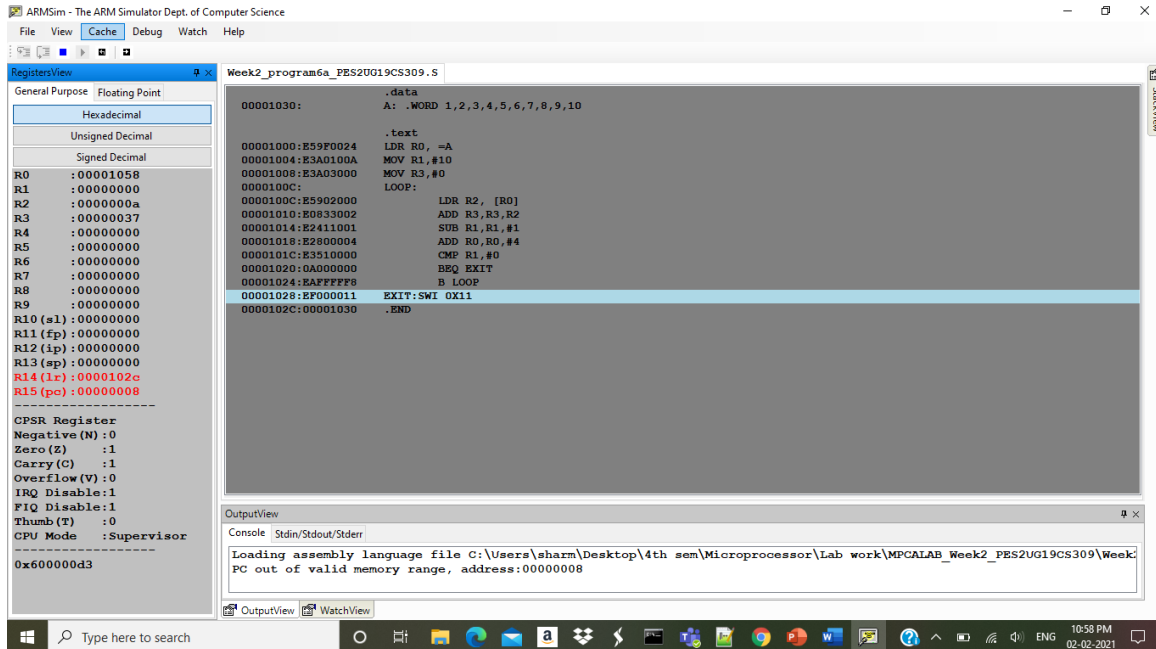 ARMSim - The ARM Simulator Dept. of Computer Science
File View Cache Debug Watch Help
RegistersView
General Purpose Floating Point
Hexadecimal
Unsigned Decimal
Signed Decimal
R0 :00001058
R1 :00000000
R2 :0000000a
R3 :00000037
R4 :00000000
R5 :00000000
R6 :00000000
R7 :00000000
R8 :00000000
R9 :00000000
R10(sl):00000000
R11(fp):00000000
R12(ip):00000000
R13(sp):00000000
R14(lr):0000102c
R15(pc):00000008
------------------
CPSR Register
Negative(N):0
Zero(Z) :1
Carry(C) :1
Overflow(V):0
IRQ Disable:1
FIQ Disable:1
Thumb(T) :0
CPU Mode :Supervisor
------------------
0x600000d3
Week2_program6a_PES2UG19CS309.S
.data
00001030: A: .WORD 1,2,3,4,5,6,7,8,9,10
.text
00001000:E59F0024 LDR R0, =A
00001004:E3A0100A MOV R1,#10
00001008:E3A03000 MOV R3,#0
0000100C: LOOP:
0000100C:E5902000 LDR R2, [R0]
00001010:E0833002 ADD R3,R3,R2
00001014:E2411001 SUB R1,R1,#1
00001018:E2800004 ADD R0,R0,#4
0000101C:E3510000 CMP R1,#0
00001020:0A000000 BEQ EXIT
00001024:EAFFFFF8 B LOOP
00001028:EF000011 EXIT:SWI 0X11
0000102C:00001030 .END
StackView
OutputView
Console Stdin/Stdout/Stderr
Loading assembly language file C:\Users\sharm\Desktop\4th sem\Microprocessor\Lab work\MPCALAB_Week2_PES2UG19CS309\Week
PC out of valid memory range, address:00000008
OutputView WatchView
Type here to search
ENG
10:58 PM
02-02-2021